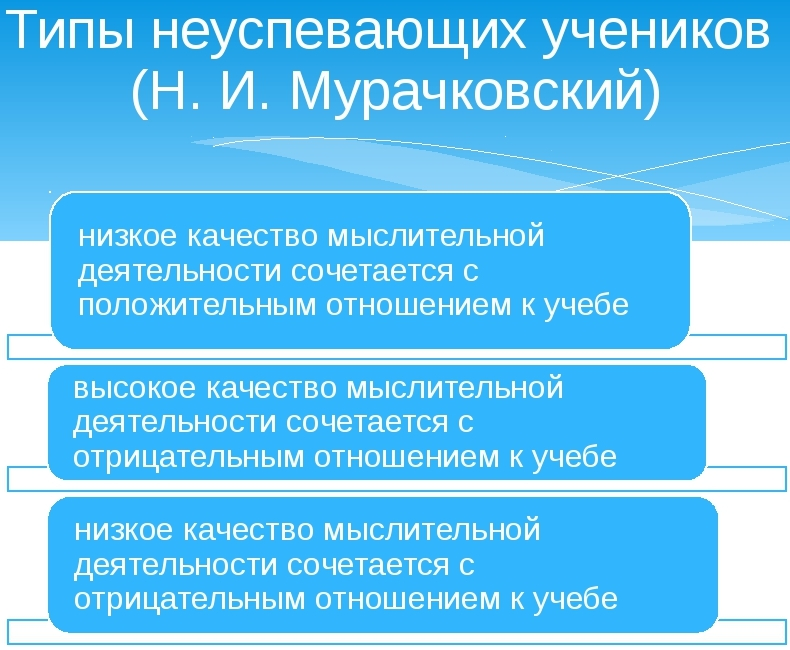 Типы неуспевающих учеников
(Н. И. Мурачковский)
низкое качество мыслительной
деятельности сочетается с
положительным отношением к учебе
высокое качество мыслительной
деятельности сочетается с
отрицательным отношением к учебе
низкое качество мыслительной
деятельности сочетается с
отрицательным отношением к учебе